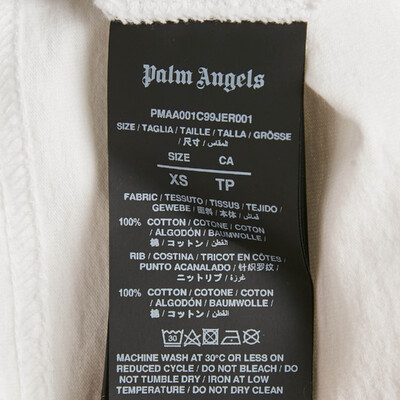 Palm Angels
PMAA001C99JER001
SIZE / TAGLIA / TAILLE / TALLA / GRÖSSE
/ 尺寸 / المقاس /
SIZE CA
XS TP
FABRIC / TESSUTO / TISSUS / TEJIDO /
GEWEBE / 面料 / 本体 / قماش /
100% COTTON / COTONE / COTON
/ ALGODÓN / BAUMWOLLE /
棉 / コットン / القطن /
RIB / COSTINA / TRICOT EN CÔTES /
PUNTO ACANALADO / 针织罗纹 /
ニットリブ / غرزة /
100% COTTON / COTONE / COTON
/ ALGODÓN / BAUMWOLLE /
棉 / コットン / القطن /
30
MACHINE WASH AT 30°C OR LESS ON
REDUCED CYCLE / DO NOT BLEACH / DO
NOT TUMBLE DRY / IRON AT LOW
TEMPERATURE / DO NOT DRY CLEAN